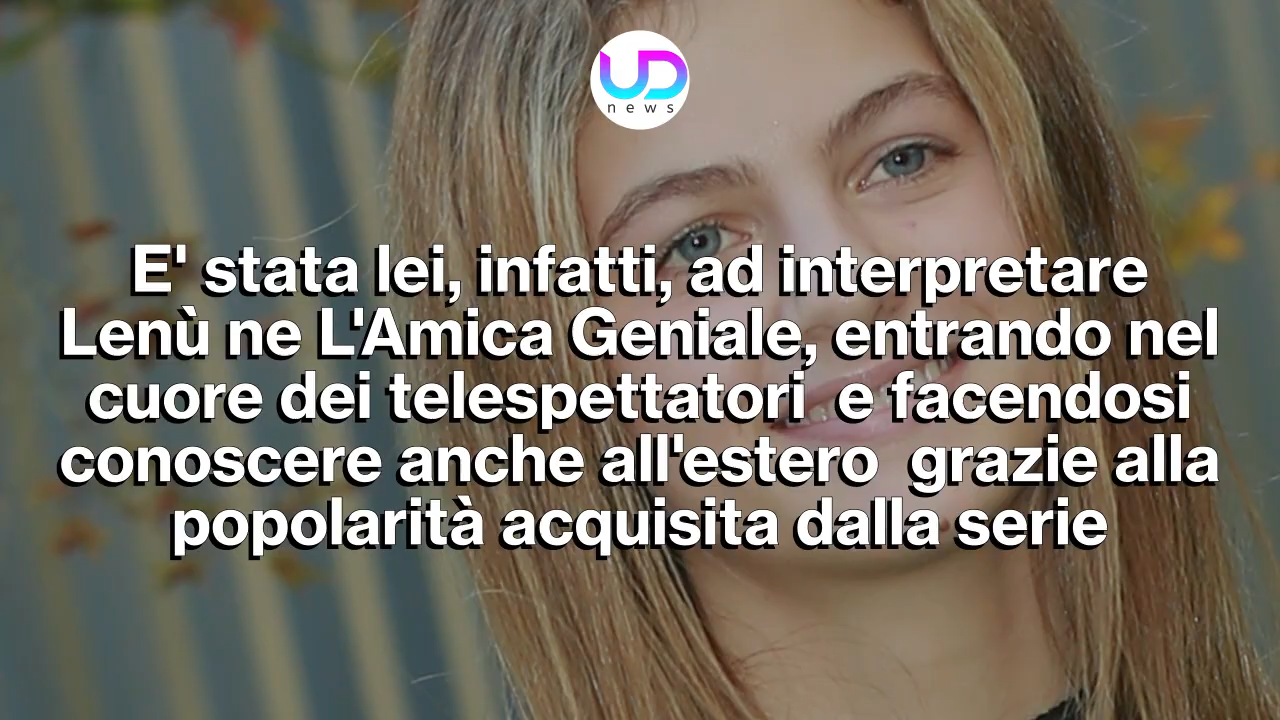 UD
news
E' stata lei, infatti, ad interpretare
Lenù ne L'Amica Geniale, entrando nel
cuore dei telespettatori  e facendosi
conoscere anche all'estero  grazie alla
popolarità acquisita dalla serie